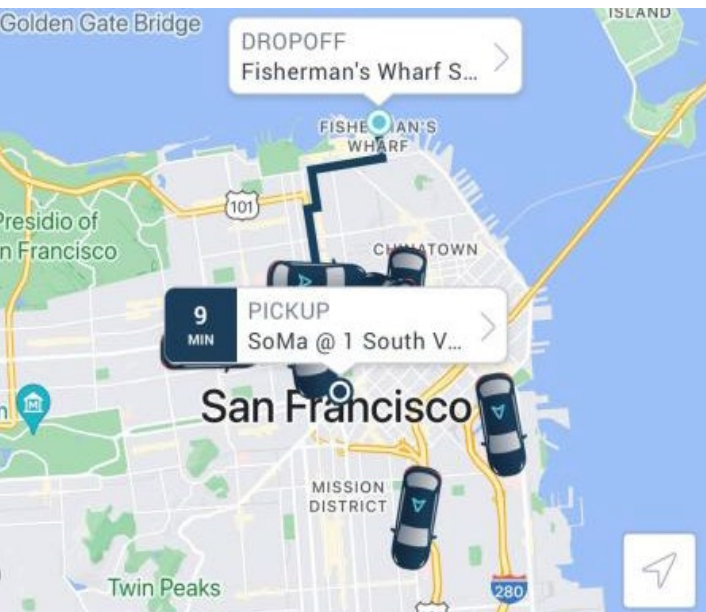 Golden Gate Bridge
ISLAND
DROPOFF
Fisherman's Wharf S...
WHARF
101
Presidio of
n Francisco
CHINATOWN
9
MIN
PICKUP
SoMa @ 1 South V...
San Francisco
MISSION
DISTRICT
Twin Peaks
280